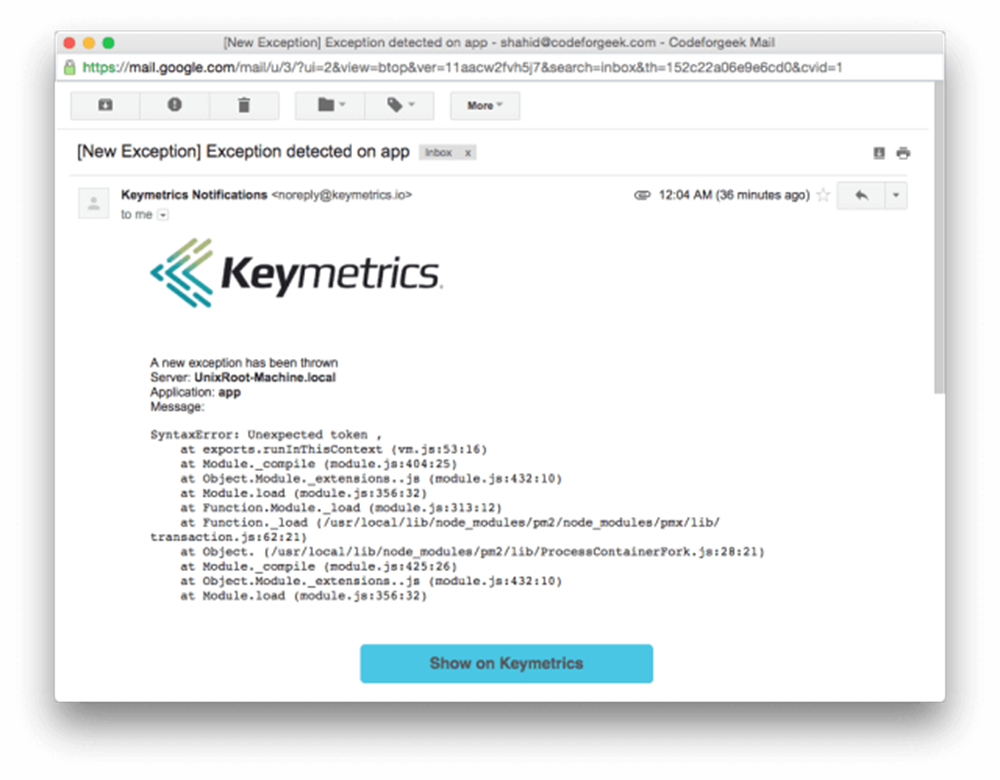 [New Exception] Exception detected on app - shahid@codeforgeek.com - Codeforgeek Mail
https://mail.google.com/mail/u/3/?ui=2&view=btop&ver=11aacw2fvh5j7&search=inbox&th=152c22a06e9e6cd0&cvid=1
More
[New Exception] Exception detected on app Inbox x
Keymetrics Notifications <noreply@keymetrics.io> 12:04 AM (36 minutes ago)
to me
Keymetrics.
A new exception has been thrown
Server: UnixRoot-Machine.local
Application: app
Message:
SyntaxError: Unexpected token ,
at exports.runInThisContext (vm.js:53:16)
at Module._compile (module.js:404:25)
at Object.Module._extensions..js (module.js:432:10)
at Module.load (module.js:356:32)
at Function.Module._load (module.js:313:12)
at Function._load (/usr/local/lib/node_modules/pm2/node_modules/pmx/lib/
transaction.js:62:21)
at Object. (/usr/local/lib/node_modules/pm2/lib/ProcessContainerFork.js:28:21)
at Module._compile (module.js:425:26)
at Object.Module._extensions..js (module.js:432:10)
at Module.load (module.js:356:32)
Show on Keymetrics